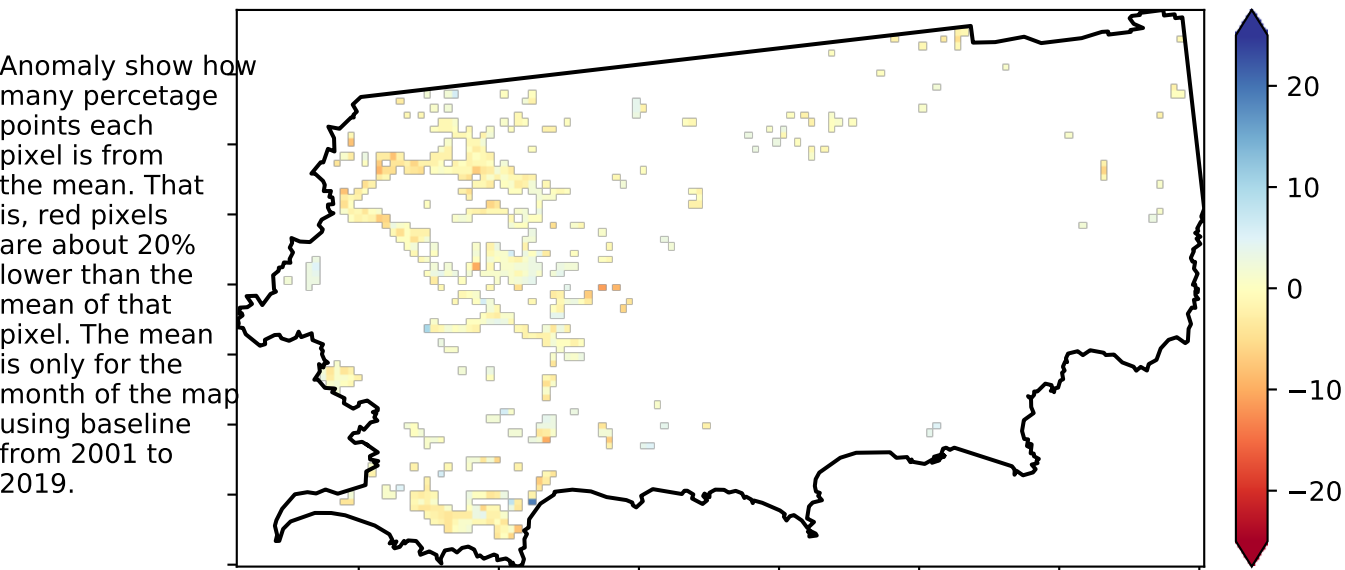 Anomaly show how
many percetage
points each
pixel is from
the mean. That
is, red pixels
are about 20%
lower than the
mean of that
pixel. The mean
is only for the
month of the map
using baseline
from 2001 to
2019.
20
10
0
−10
−20